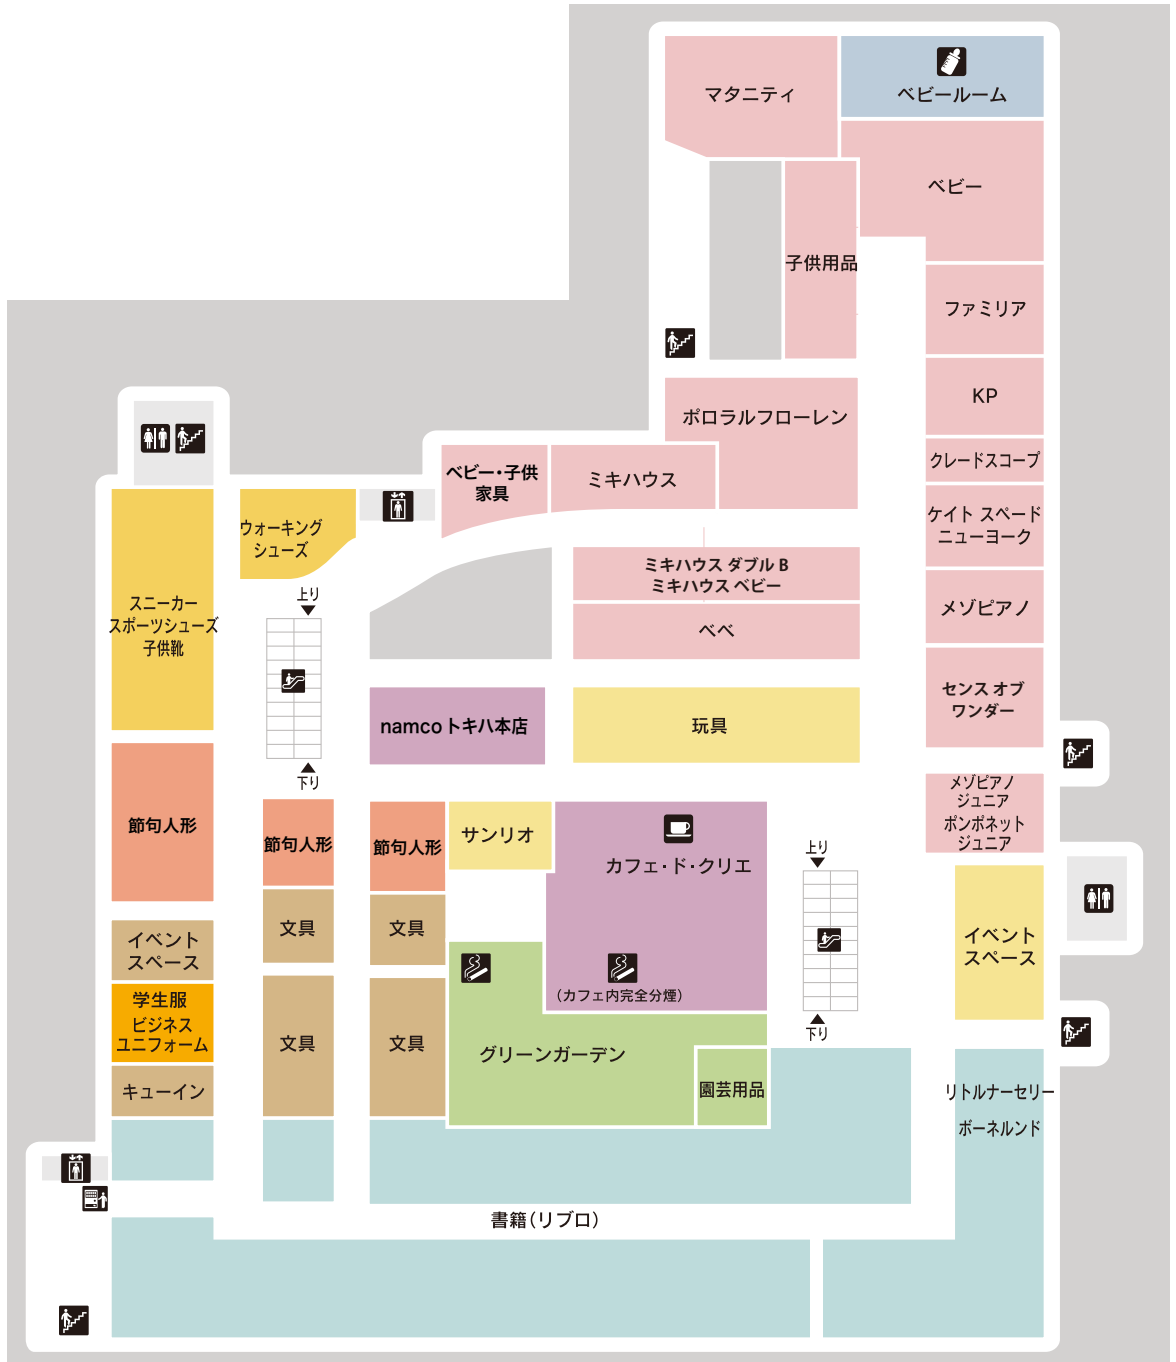 マタニティ
ベビールーム
ベビー
子供用品
ファミリア
KP
ポロラルフローレン
クレードスコープ
ベビー・子供
家具
ミキハウス
ケイト スペード
ニューヨーク
ウォーキング
シューズ
ミキハウス ダブル B
ミキハウス ベビー
メゾピアノ
スニーカー
スポーツシューズ
子供靴
上り
べべ
センス オブ
ワンダー
namco トキハ本店
玩具
下り
メゾピアノ
ジュニア
ポンポネット
ジュニア
節句人形
節句人形
節句人形
サンリオ
カフェ・ド・クリエ
上り
イベント
スペース
文具
文具
イベント
スペース
(カフェ内完全分煙)
学生服
ビジネス
ユニフォーム
文具
文具
グリーンガーデン
下り
キューイン
園芸用品
リトルナーセリー
ボーネルンド
書籍(リブロ)